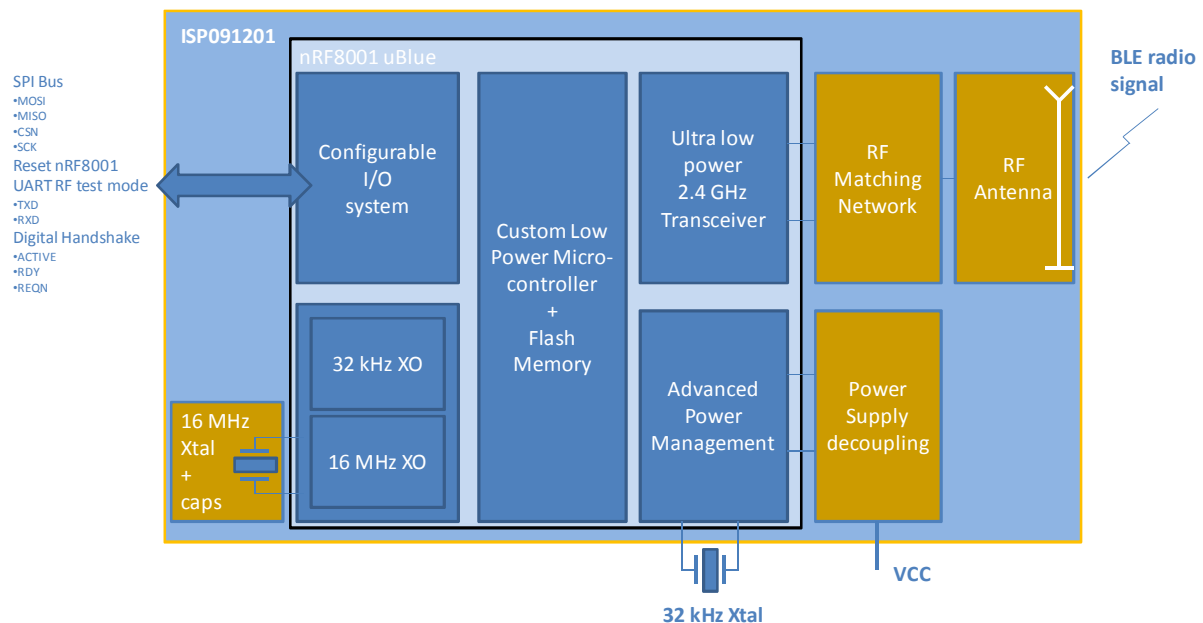 ISP091201
nRF8001 uBlue
SPI Bus
•MOSI
•MISO
•CSN
•SCK
Reset nRF8001
UART RF test mode
•TXD
•RXD
Digital Handshake
•ACTIVE
•RDY
•REQN
Configurable
I/O
system
32 kHz XO
16 MHz XO
16 MHz
Xtal
+
caps
Custom Low
Power Micro-
controller
+
Flash
Memory
Ultra low
power
2.4 GHz
Transceiver
Advanced
Power
Management
RF
Matching
Network
RF
Antenna
Power
Supply
decoupling
BLE radio
signal
VCC
32 kHz Xtal